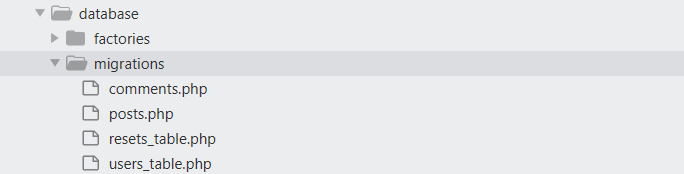 database
factories
migrations
comments.php
posts.php
resets_table.php
users_table.php